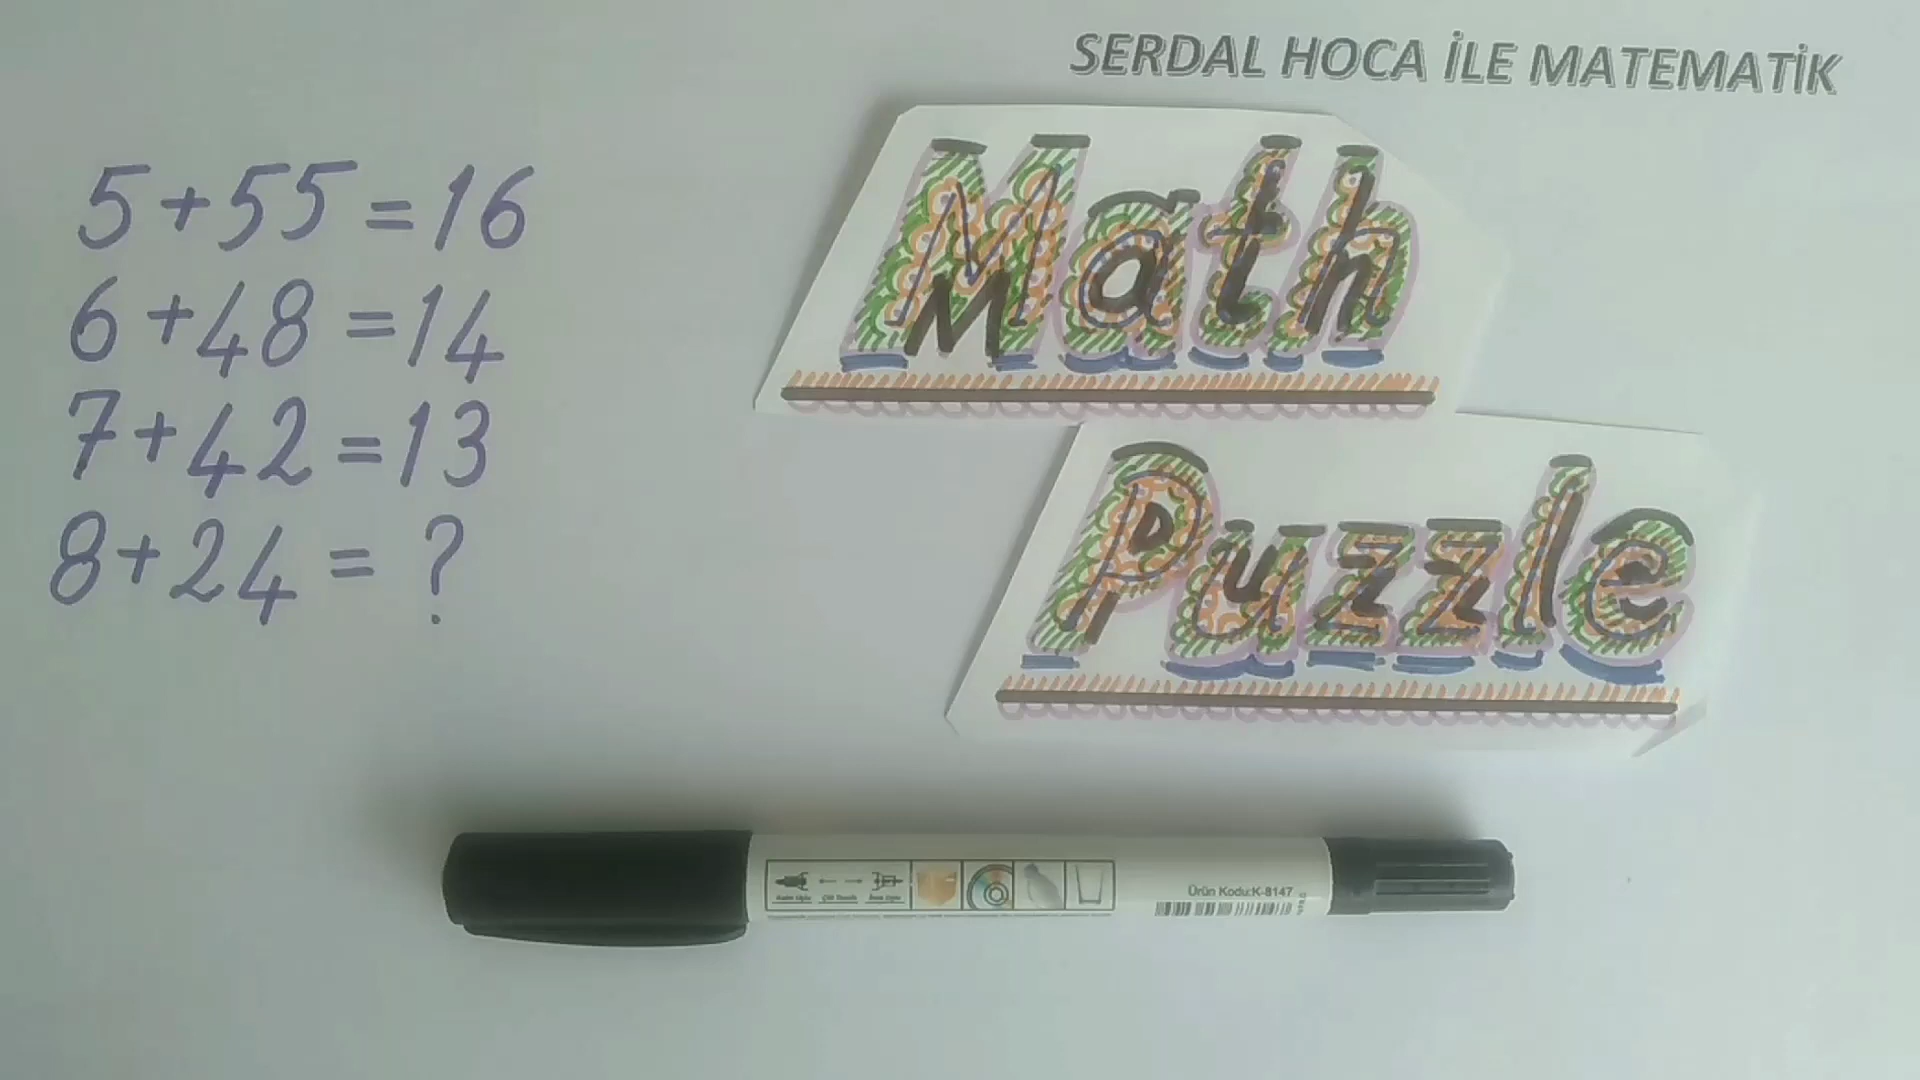 SERDAL HOCA İLE MATEMATİK
5+55=16
6+48=14
7+42=13
8+24= ?
Math
Puzzle
Ürün Kodu:K-8147